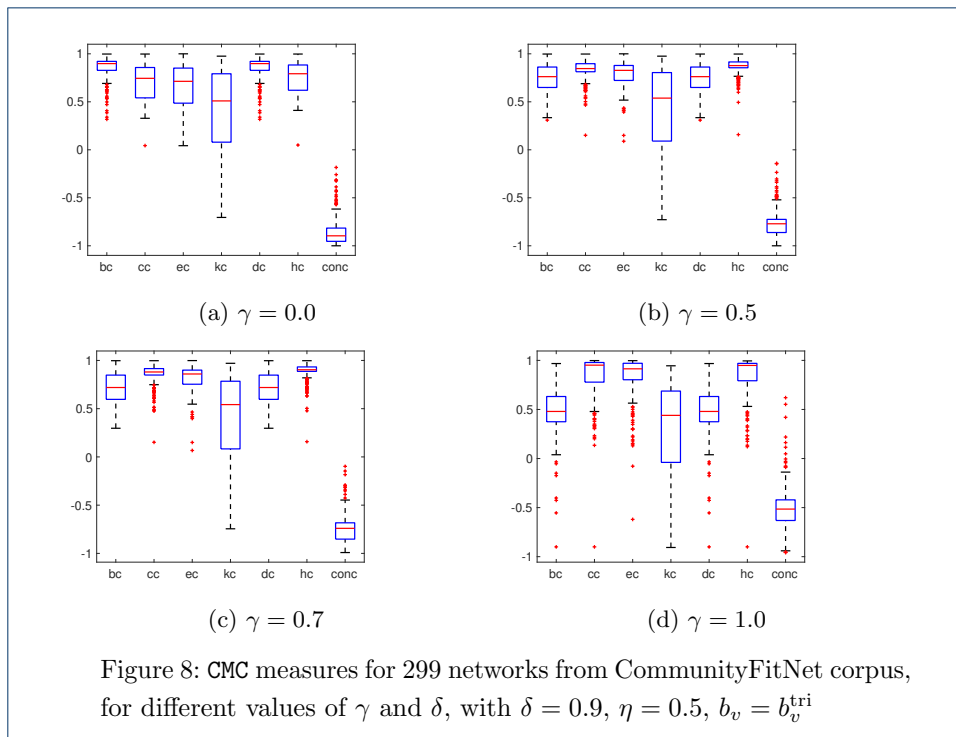 1
0.5
0
-0.5
-1
bc cc ec kc dc hc conc
(a) γ = 0.0
1
0.5
0
-0.5
-1
bc cc ec kc dc hc conc
(b) γ = 0.5
1
0.5
0
-0.5
-1
bc cc ec kc dc hc conc
(c) γ = 0.7
1
0.5
0
-0.5
-1
bc cc ec kc dc hc conc
(d) γ = 1.0
Figure 8: CMC measures for 299 networks from CommunityFitNet corpus,
for different values of γ and δ, with δ = 0.9, η = 0.5, b_v = b_v^tri